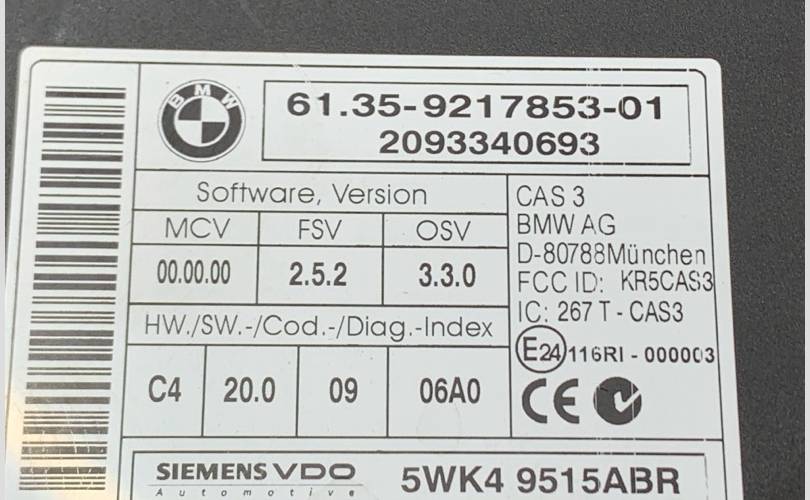 BMW
61.35-9217853-01
2093340693
Software, Version
MCV FSV OSV
00.00.00 2.5.2 3.3.0
HW./SW.-/Cod.-/Diag.-Index
C4 20.0 09 06A0
CAS 3
BMW AG
D-80788München
FCC ID: KR5CAS3
IC: 267 T - CAS3
E24 116RI - 000003
CE
SIEMENS VDO
Automotive
5WK4 9515ABR